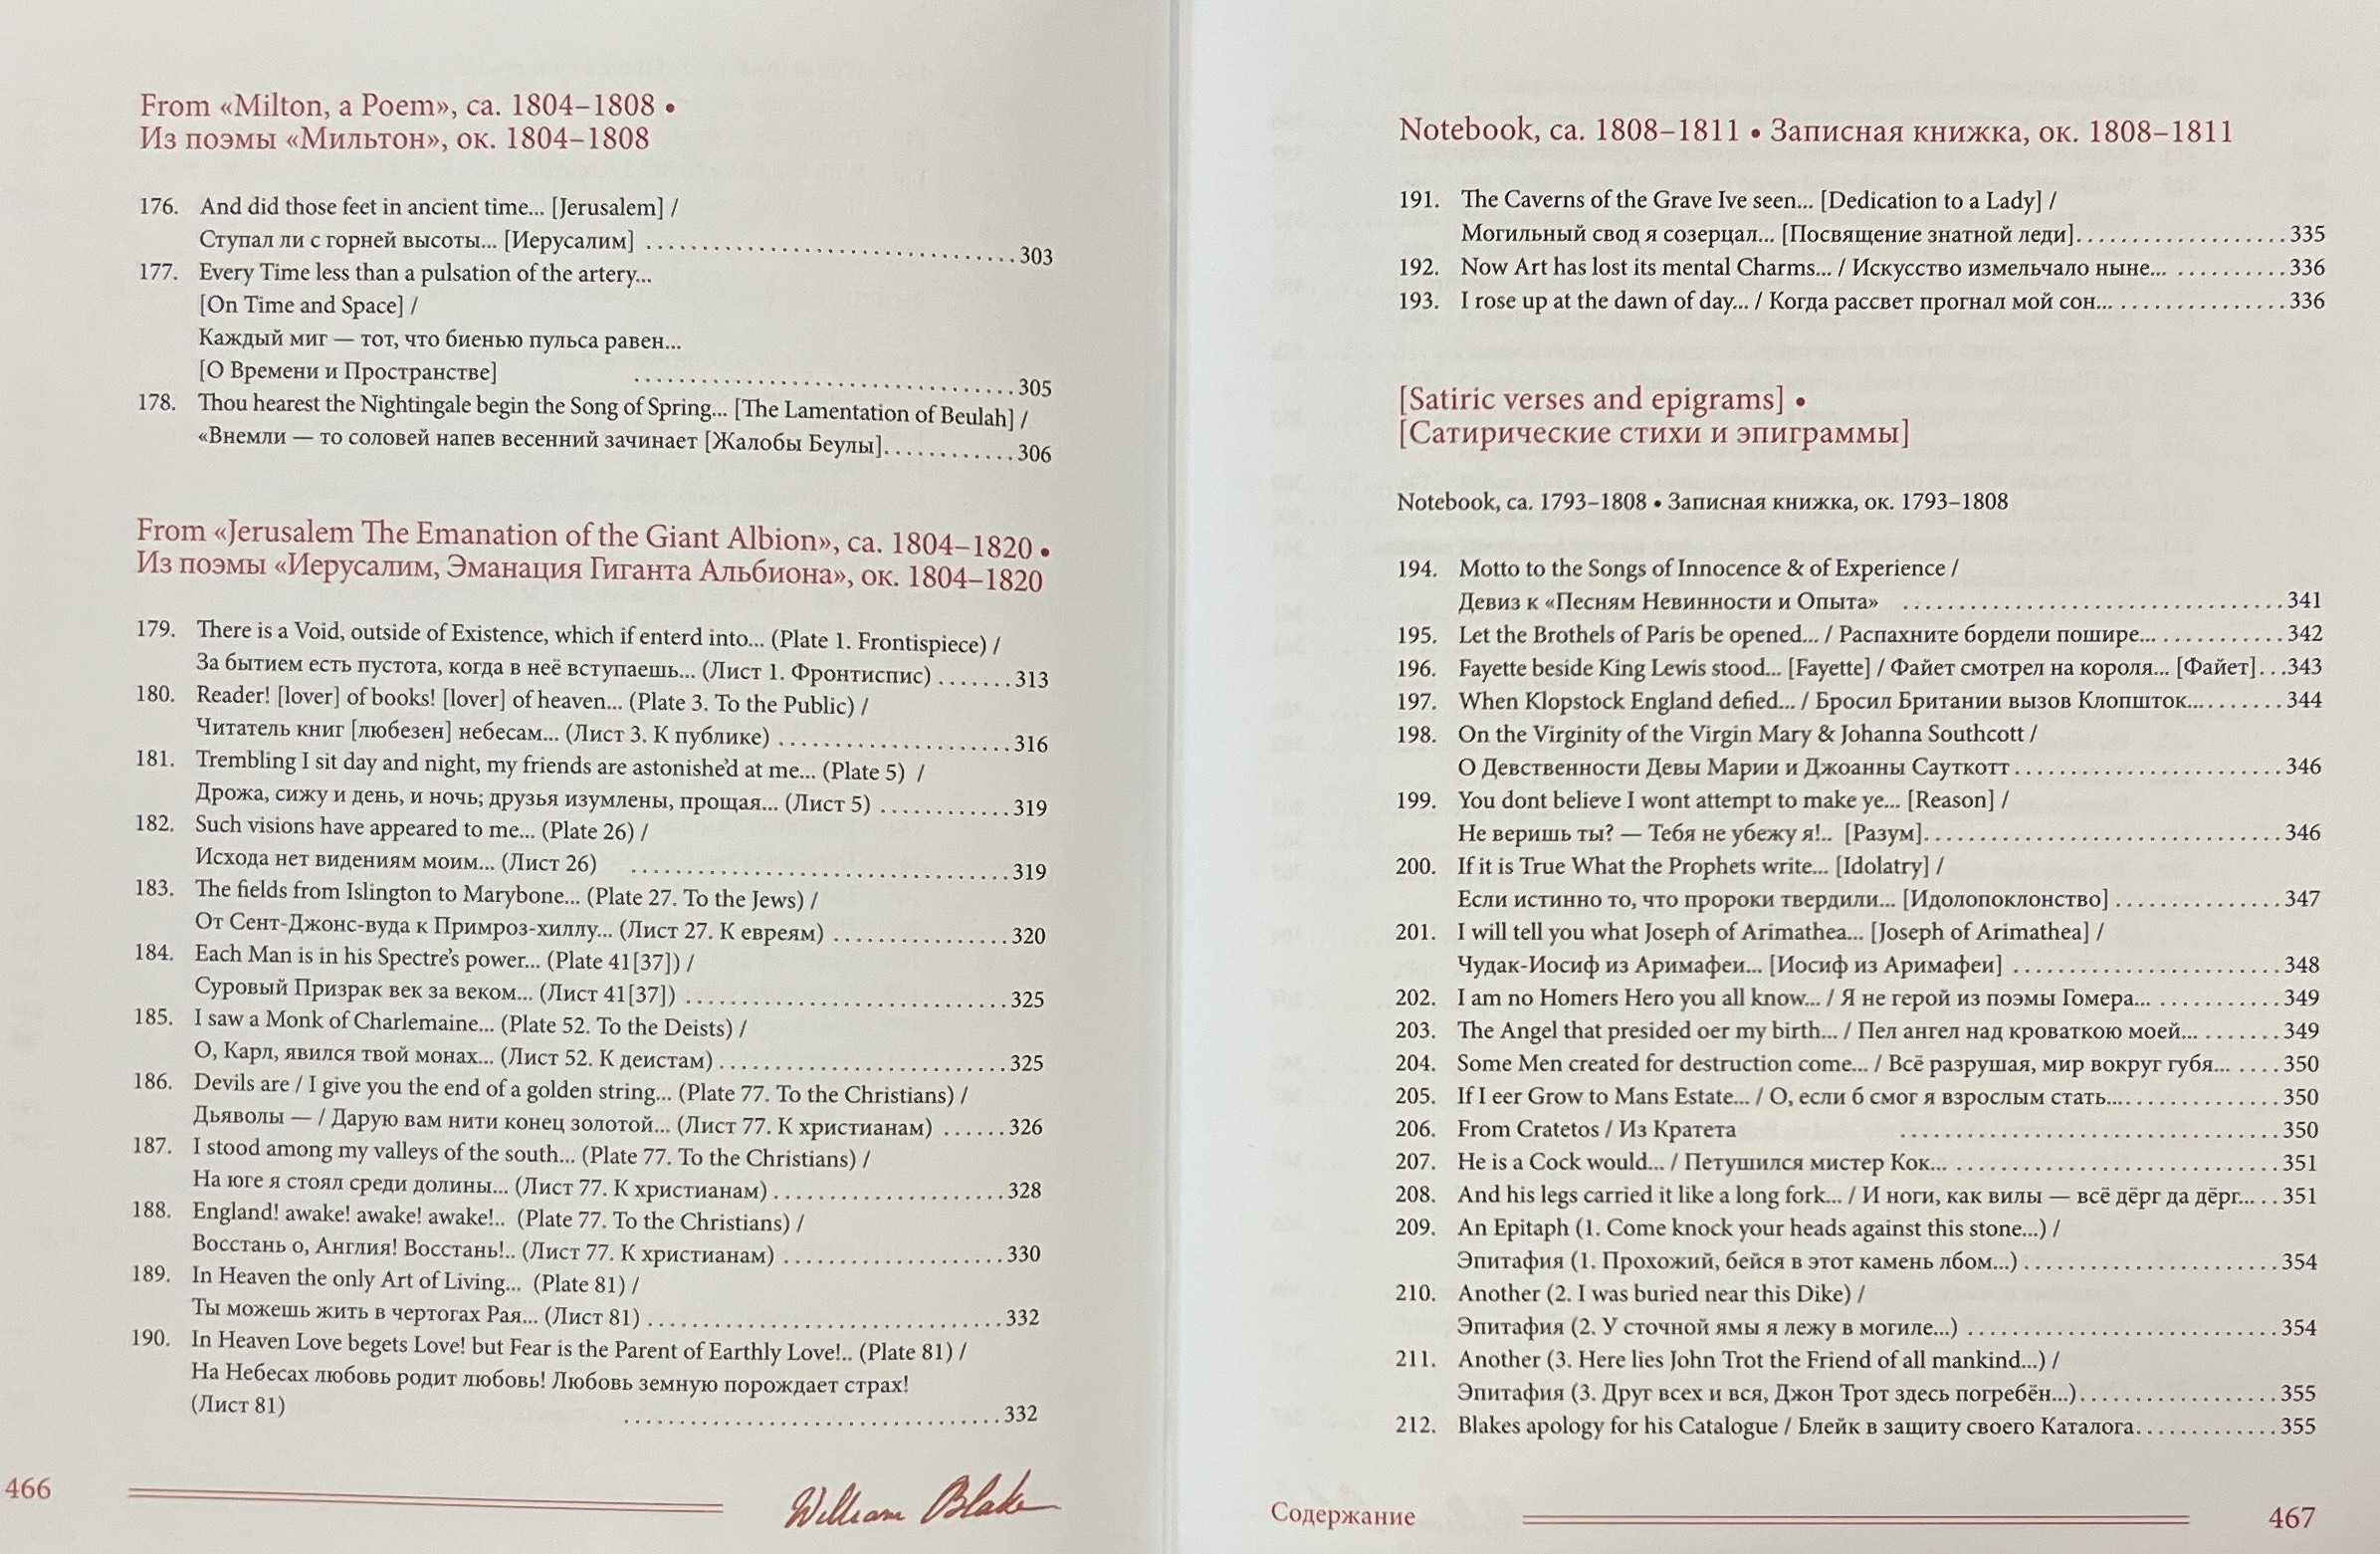 From «Milton, a Poem», ca. 1804–1808 •
Из поэмы «Мильтон», ок. 1804–1808
176. And did those feet in ancient time... [Jerusalem] /
Ступал ли с горней высоты... [Иерусалим] ........................................303
177. Every Time less than a pulsation of the artery...
[On Time and Space] /
Каждый миг — тот, что биенью пульса равен...
[О Времени и Пространстве] ........................................305
178. Thou hearest the Nightingale begin the Song of Spring... [The Lamentation of Beulah] /
«Внемли — то соловей напев весенний зачинает [Жалобы Беулы].............306
From «Jerusalem The Emanation of the Giant Albion», ca. 1804–1820 •
Из поэмы «Иерусалим, Эманация Гиганта Альбиона», ок. 1804–1820
179. There is a Void, outside of Existence, which if enterd into... (Plate 1. Frontispiece) /
За бытием есть пустота, когда в неё вступаешь... (Лист 1. Фронтиспис) .......313
180. Reader! [lover] of books! [lover] of heaven... (Plate 3. To the Public) /
Читатель книг [любезен] небесам... (Лист 3. К публике) ........................316
181. Trembling I sit day and night, my friends are astonishe'd at me... (Plate 5) /
Дрожа, сижу и день, и ночь; друзья изумлены, прощая... (Лист 5) .............319
182. Such visions have appeared to me... (Plate 26) /
Исхода нет видениям моим... (Лист 26) ........................................319
183. The fields from Islington to Marybone... (Plate 27. To the Jews) /
От Сент-Джонс-вуда к Примроз-хиллу... (Лист 27. К евреям) ..................320
184. Each Man is in his Spectre's power... (Plate 41[37]) /
Суровый Призрак век за веком... (Лист 41[37]) ..................................325
185. I saw a Monk of Charlemaine... (Plate 52. To the Deists) /
О, Карл, явился твой монах... (Лист 52. К деистам) ..............................325
186. Devils are / I give you the end of a golden string... (Plate 77. To the Christians) /
Дьяволы — / Дарую вам нити конец золотой... (Лист 77. К христианам) ......326
187. I stood among my valleys of the south... (Plate 77. To the Christians) /
На юге я стоял среди долины... (Лист 77. К христианам) ........................328
188. England! awake! awake! awake!.. (Plate 77. To the Christians) /
Восстань о, Англия! Восстань!.. (Лист 77. К христианам) .......................330
189. In Heaven the only Art of Living... (Plate 81) /
Ты можешь жить в чертогах Рая... (Лист 81) .....................................332
190. In Heaven Love begets Love! but Fear is the Parent of Earthly Love!.. (Plate 81) /
На Небесах любовь родит любовь! Любовь земную порождает страх!
(Лист 81) ........................................332
466
William Blake
Notebook, ca. 1808–1811 • Записная книжка, ок. 1808–1811
191. The Caverns of the Grave Ive seen... [Dedication to a Lady] /
Могильный свод я созерцал... [Посвящение знатной леди]......................335
192. Now Art has lost its mental Charms... / Искусство измельчало ныне... ...........336
193. I rose up at the dawn of day... / Когда рассвет прогнал мой сон... .................336
[Satiric verses and epigrams] •
[Сатирические стихи и эпиграммы]
Notebook, ca. 1793–1808 • Записная книжка, ок. 1793–1808
194. Motto to the Songs of Innocence & of Experience /
Девиз к «Песням Невинности и Опыта» ........................................341
195. Let the Brothels of Paris be opened... / Распахните бордели пошире... ............342
196. Fayette beside King Lewis stood... [Fayette] / Файет смотрел на короля... [Файет]...343
197. When Klopstock England defied... / Бросил Британии вызов Клопшток...........344
198. On the Virginity of the Virgin Mary & Johanna Southcott /
О Девственности Девы Марии и Джоанны Сауткотт .............................346
199. You dont believe I wont attempt to make ye... [Reason] /
Не веришь ты? — Тебя не убежу я!.. [Разум]......................................346
200. If it is True What the Prophets write... [Idolatry] /
Если истинно то, что пророки твердили... [Идолопоклонство] ..................347
201. I will tell you what Joseph of Arimathea... [Joseph of Arimathea] /
Чудак-Иосиф из Аримафеи... [Иосиф из Аримафеи] .............................348
202. I am no Homers Hero you all know... / Я не герой из поэмы Гомера... .............349
203. The Angel that presided oer my birth... / Пел ангел над кроваткою моей... ........349
204. Some Men created for destruction come... / Всё разрушая, мир вокруг губя... ....350
205. If I eer Grow to Mans Estate... / О, если б смог я взрослым стать...................350
206. From Cratetos / Из Кратета ........................................350
207. He is a Cock would... / Петушился мистер Кок... .................................351
208. And his legs carried it like a long fork... / И ноги, как вилы — всё дёрг да дёрг... ..351
209. An Epitaph (1. Come knock your heads against this stone...) /
Эпитафия (1. Прохожий, бейся в этот камень лбом...) ...........................354
210. Another (2. I was buried near this Dike) /
Эпитафия (2. У сточной ямы я лежу в могиле...) .................................354
211. Another (3. Here lies John Trot the Friend of all mankind...) /
Эпитафия (3. Друг всех и вся, Джон Трот здесь погребён...)......................355
212. Blakes apology for his Catalogue / Блейк в защиту своего Каталога...............355
Содержание
467